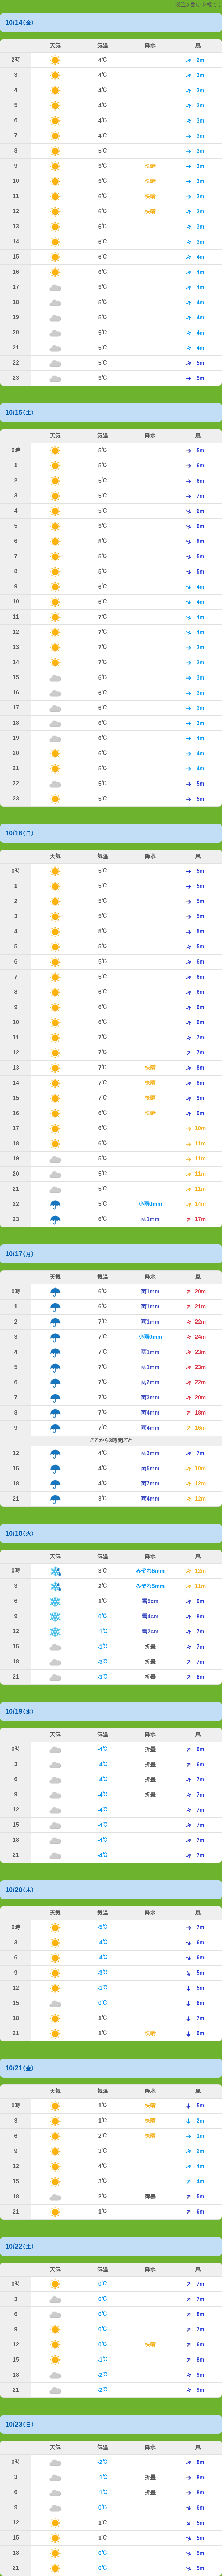 10/14(金)
天気 気温 降水 風
2時 4℃ 2m
3 4℃ 3m
4 4℃ 3m
5 4℃ 3m
6 4℃ 3m
7 4℃ 3m
8 5℃ 3m
9 5℃ 快晴 3m
10 5℃ 快晴 3m
11 6℃ 快晴 3m
12 6℃ 快晴 3m
13 6℃ 3m
14 6℃ 3m
15 6℃ 4m
16 6℃ 4m
17 5℃ 4m
18 5℃ 4m
19 5℃ 4m
20 5℃ 4m
21 5℃ 4m
22 5℃ 5m
23 5℃ 5m
10/15(土)
天気 気温 降水 風
0時 5℃ 5m
1 5℃ 6m
2 5℃ 6m
3 5℃ 7m
4 5℃ 6m
5 5℃ 6m
6 5℃ 5m
7 5℃ 5m
8 5℃ 5m
9 6℃ 4m
10 6℃ 4m
11 7℃ 4m
12 7℃ 4m
13 7℃ 3m
14 7℃ 3m
15 6℃ 3m
16 6℃ 3m
17 6℃ 3m
18 6℃ 3m
19 6℃ 4m
20 6℃ 4m
21 5℃ 4m
22 5℃ 5m
23 5℃ 5m
10/16(日)
天気 気温 降水 風
0時 5℃ 5m
1 5℃ 5m
2 5℃ 5m
3 5℃ 5m
4 5℃ 5m
5 5℃ 5m
6 5℃ 6m
7 5℃ 6m
8 6℃ 6m
9 6℃ 6m
10 6℃ 6m
11 7℃ 7m
12 7℃ 7m
13 7℃ 快晴 8m
14 7℃ 快晴 8m
15 7℃ 快晴 9m
16 6℃ 快晴 9m
17 6℃ 10m
18 6℃ 11m
19 5℃ 11m
20 5℃ 11m
21 5℃ 11m
22 5℃ 小雨0mm 14m
23 6℃ 雨1mm 17m
10/17(月)
天気 気温 降水 風
0時 6℃ 雨1mm 20m
1 6℃ 雨1mm 21m
2 7℃ 雨1mm 22m
3 7℃ 小雨0mm 24m
4 7℃ 雨1mm 23m
5 7℃ 雨1mm 23m
6 7℃ 雨2mm 22m
7 7℃ 雨3mm 20m
8 7℃ 雨4mm 18m
9 7℃ 雨4mm 16m
ここから3時間ごと
12 4℃ 雨3mm 7m
15 4℃ 雨5mm 10m
18 4℃ 雨7mm 12m
21 3℃ 雨4mm 12m
10/18(火)
天気 気温 降水 風
0時 3℃ みぞれ6mm 12m
3 2℃ みぞれ5mm 11m
6 1℃ 雪5cm 9m
9 0℃ 雪4cm 8m
12 -1℃ 雪2cm 7m
15 -1℃ 折曇 7m
18 -3℃ 折曇 7m
21 -3℃ 折曇 6m
10/19(水)
天気 気温 降水 風
0時 -4℃ 折曇 6m
3 -4℃ 折曇 6m
6 -4℃ 折曇 7m
9 -4℃ 折曇 7m
12 -4℃ 7m
15 -4℃ 7m
18 -4℃ 7m
21 -4℃ 7m
10/20(木)
天気 気温 降水 風
0時 -5℃ 7m
3 -4℃ 6m
6 -4℃ 6m
9 -3℃ 5m
12 -1℃ 5m
15 0℃ 6m
18 1℃ 7m
21 1℃ 快晴 6m
10/21(金)
天気 気温 降水 風
0時 1℃ 快晴 5m
3 1℃ 快晴 2m
6 2℃ 快晴 1m
9 3℃ 2m
12 4℃ 4m
15 3℃ 4m
18 2℃ 薄曇 5m
21 1℃ 6m
10/22(土)
天気 気温 降水 風
0時 0℃ 7m
3 0℃ 7m
6 0℃ 8m
9 0℃ 7m
12 0℃ 快晴 6m
15 -1℃ 8m
18 -2℃ 9m
21 -2℃ 9m
10/23(日)
天気 気温 降水 風
0時 -2℃ 8m
3 -1℃ 折曇 8m
6 -1℃ 折曇 8m
9 0℃ 6m
12 1℃ 5m
15 1℃ 5m
18 0℃ 5m
21 0℃ 5m